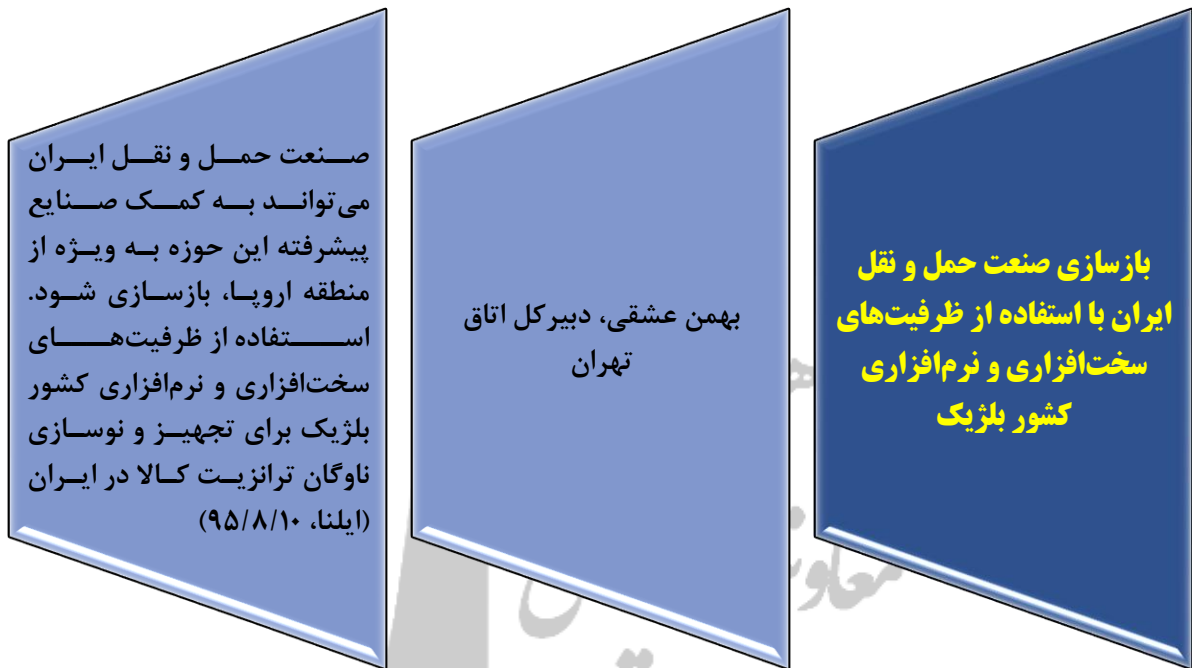 بازسازی صنعت حمل و نقل
ایران با استفاده از ظرفیت‌های
سخت‌افزاری و نرم‌افزاری
کشور بلژیک
بهمن عشقی، دبیرکل اتاق
تهران
صنعت حمل و نقل ایران
می‌تواند به کمک صنایع
پیشرفته این حوزه به ویژه از
منطقه اروپا، بازسازی شود.
استفاده از ظرفیت‌های
سخت‌افزاری و نرم‌افزاری کشور
بلژیک برای تجهیز و نوسازی
ناوگان ترانزیت کالا در ایران
(ایلنا، ۹۵/۸/۱۰)